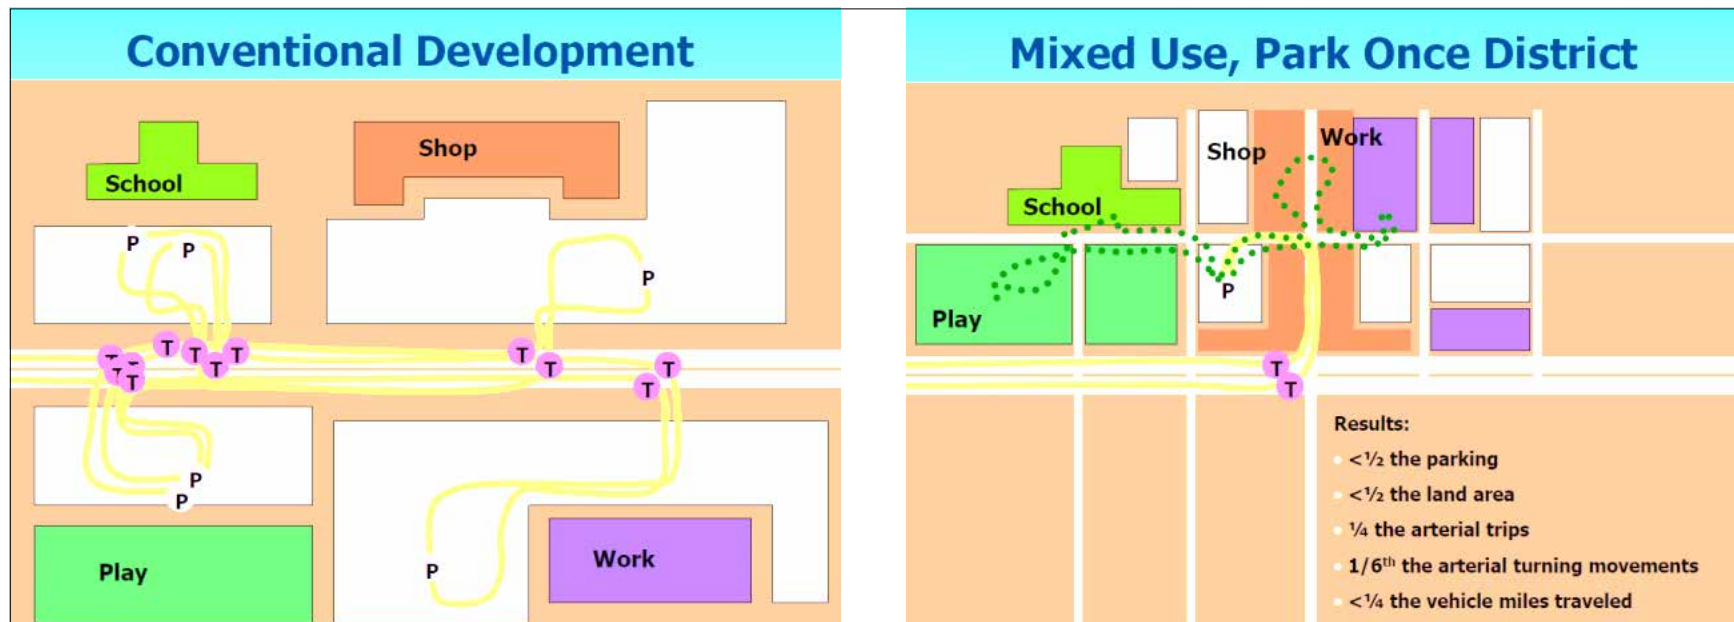 Conventional Development
School
Shop
P
P
P
T
T
T
T
T
T
T
T
T
T
T
T
P
P
P
Play
Work
Mixed Use, Park Once District
Shop
Work
School
P
Play
T
T
Results:
<½ the parking
<½ the land area
¼ the arterial trips
1/6th the arterial turning movements
<¼ the vehicle miles traveled